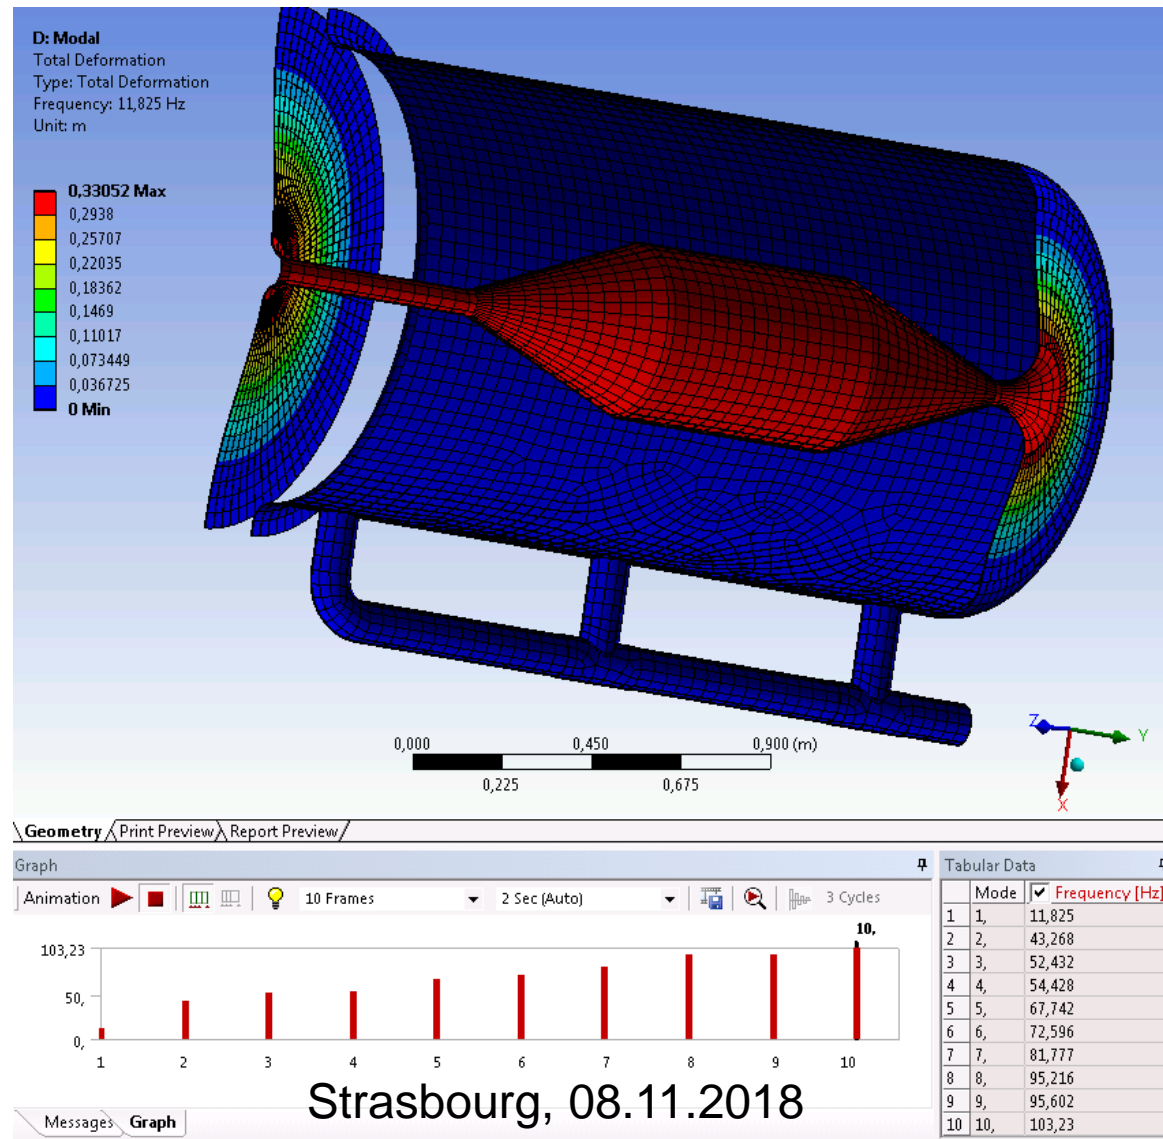 D: Modal
Total Deformation
Type: Total Deformation
Frequency: 11,825 Hz
Unit: m
0,33052 Max
0,2938
0,25707
0,22035
0,18362
0,1469
0,11017
0,073449
0,036725
0 Min
0,000 0,450 0,900 (m)
0,225 0,675
Z Y
X
Geometry Print Preview Report Preview
Graph
Animation 10 Frames 2 Sec (Auto) 3 Cycles
10,
103,23
50,
0,
1 2 3 4 5 6 7 8 9 10
Messages Graph
Tabular Data
Mode Frequency [Hz]
1 1, 11,825
2 2, 43,268
3 3, 52,432
4 4, 54,428
5 5, 67,742
6 6, 72,596
7 7, 81,777
8 8, 95,216
9 9, 95,602
10 10, 103,23
Strasbourg, 08.11.2018